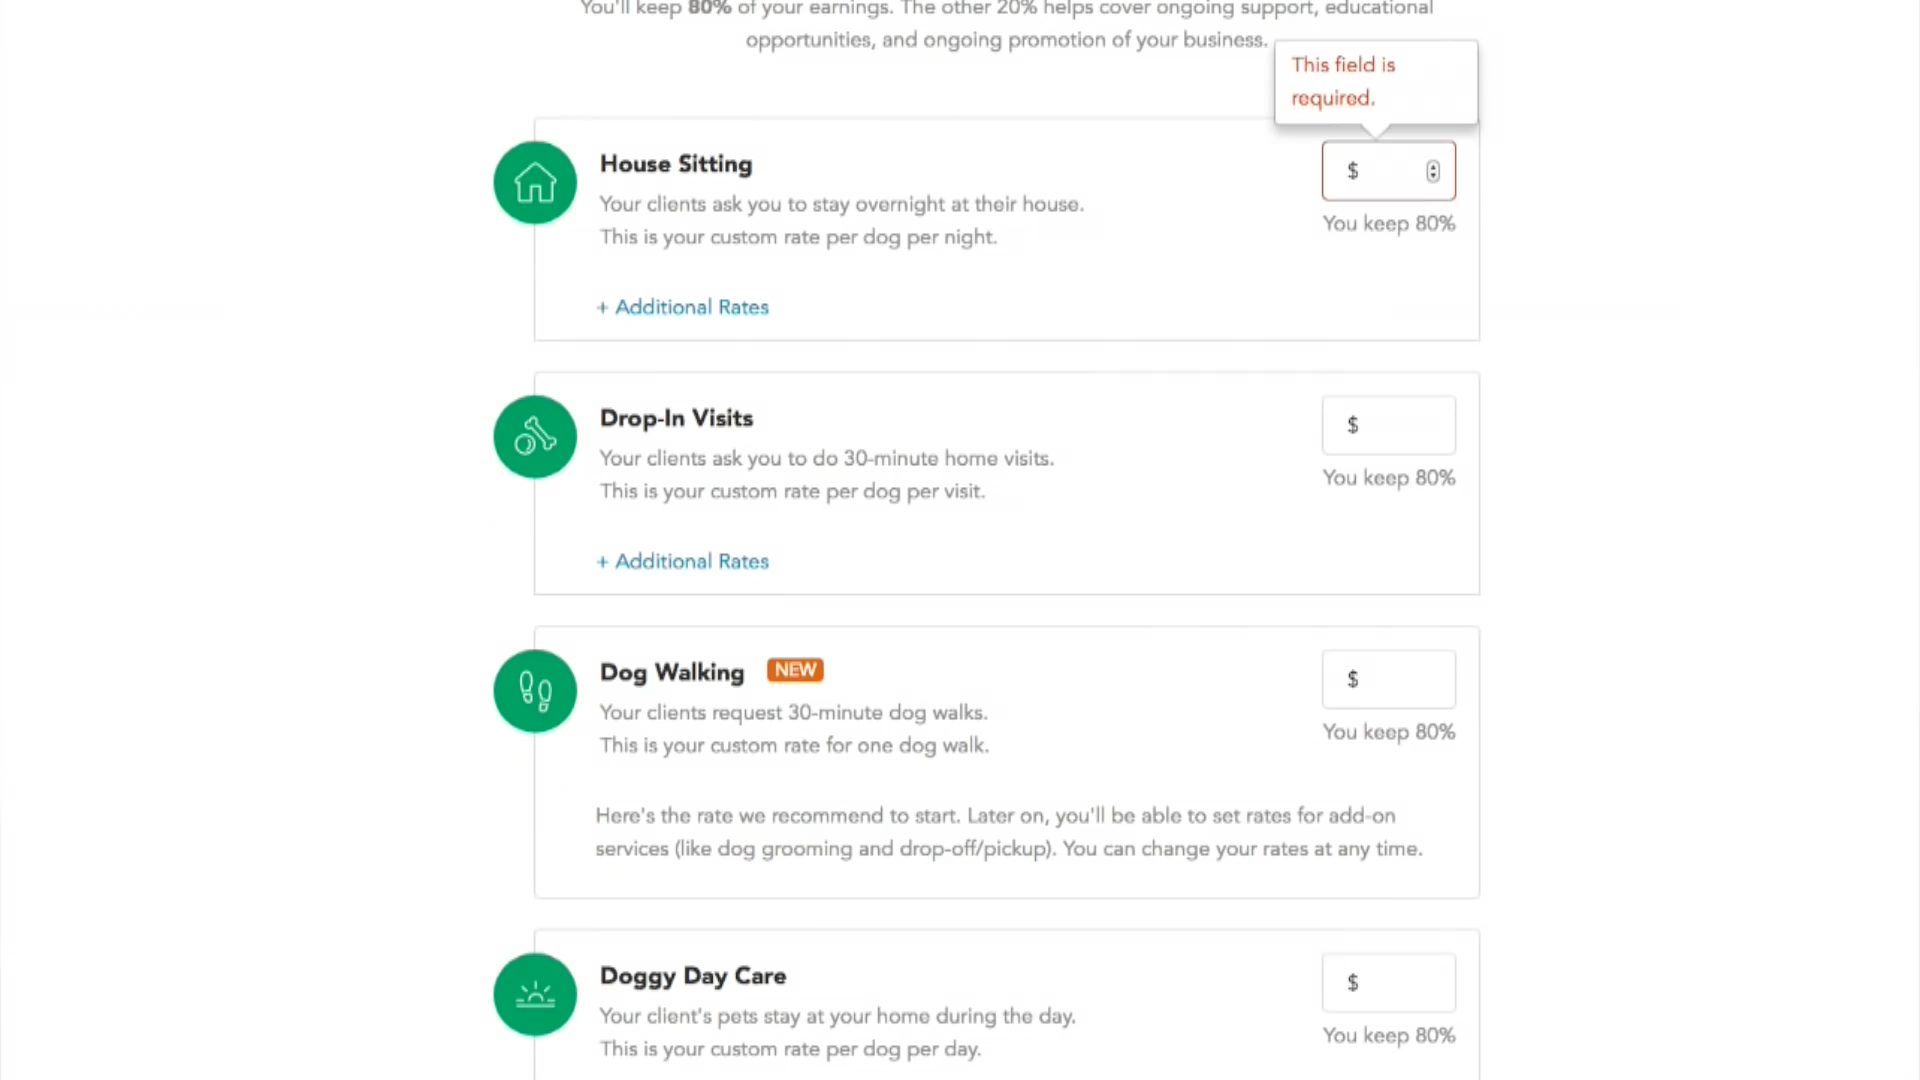 You'll keep 80% of your earnings. The other 20% helps cover ongoing support, educational
opportunities, and ongoing promotion of your business.
This field is
required.
House Sitting
$
Your clients ask you to stay overnight at their house.
This is your custom rate per dog per night.
You keep 80%
+ Additional Rates
Drop-In Visits
$
Your clients ask you to do 30-minute home visits.
This is your custom rate per dog per visit.
You keep 80%
+ Additional Rates
Dog Walking NEW
$
Your clients request 30-minute dog walks.
This is your custom rate for one dog walk.
You keep 80%
Here's the rate we recommend to start. Later on, you'll be able to set rates for add-on
services (like dog grooming and drop-off/pickup). You can change your rates at any time.
Doggy Day Care
$
Your client's pets stay at your home during the day.
This is your custom rate per dog per day.
You keep 80%